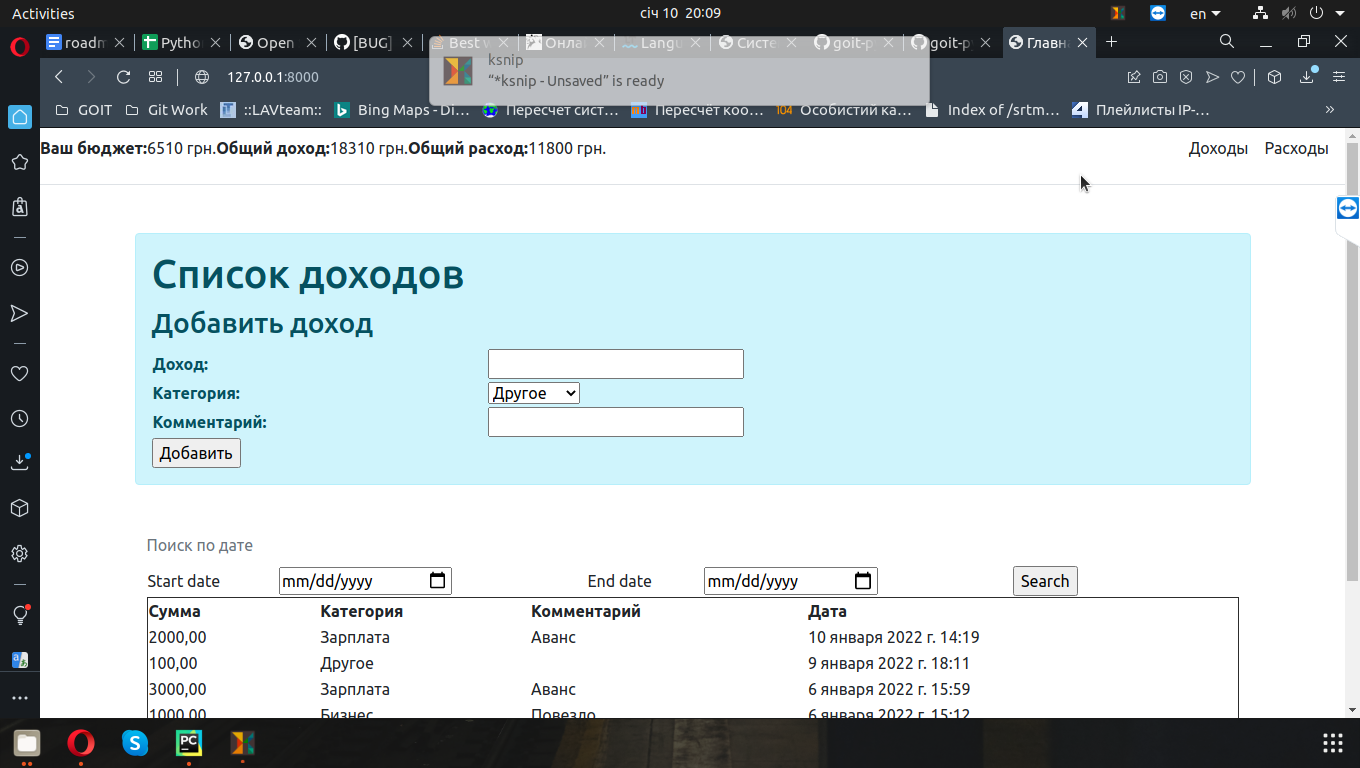 Activities
січ 10 20:09
en
roadm
Pytho
Open
[BUG]
Best v
Онла
Langu
Систе
goit-p
goit-p
Главн
ksnip
“*ksnip - Unsaved” is ready
127.0.0.1:8000
GOIT
Git Work
::LAVteam::
Bing Maps - Di...
Пересчет сист...
Пересчёт коо...
104 Особистий ка...
Index of /srtm...
Плейлисты IP-...
Ваш бюджет:6510 грн.Общий доход:18310 грн.Общий расход:11800 грн.
Доходы Расходы
Список доходов
Добавить доход
Доход:
Категория: Другое
Комментарий:
Добавить
Поиск по дате
Start date mm/dd/yyyy End date mm/dd/yyyy Search
Сумма Категория Комментарий Дата
2000,00 Зарплата Аванс 10 января 2022 г. 14:19
100,00 Другое 9 января 2022 г. 18:11
3000,00 Зарплата Аванс 6 января 2022 г. 15:59
1000,00 Бизнес Повезло 6 января 2022 г. 15:12